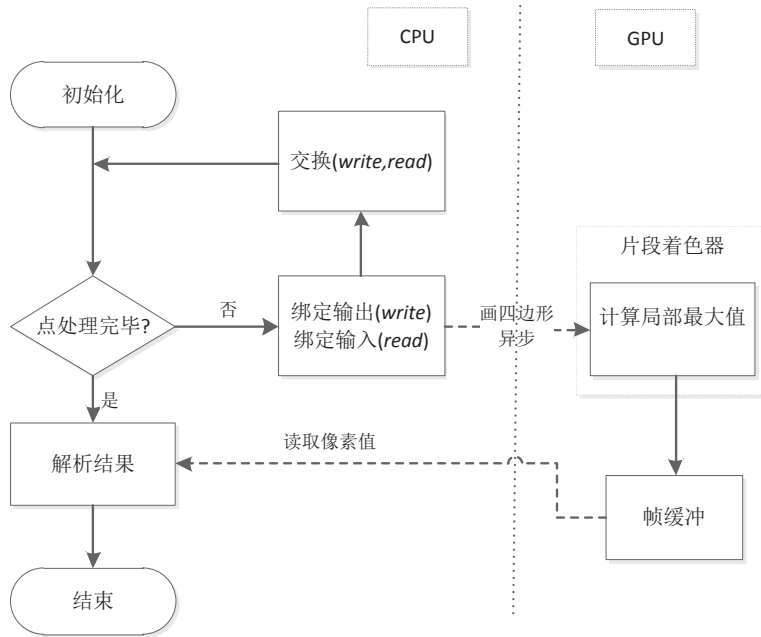 CPU
GPU
初始化
交换(write,read)
片段着色器
点处理完毕?
否
绑定输出(write)
绑定输入(read)
画四边形
异步
计算局部最大值
是
解析结果
读取像素值
帧缓冲
结束